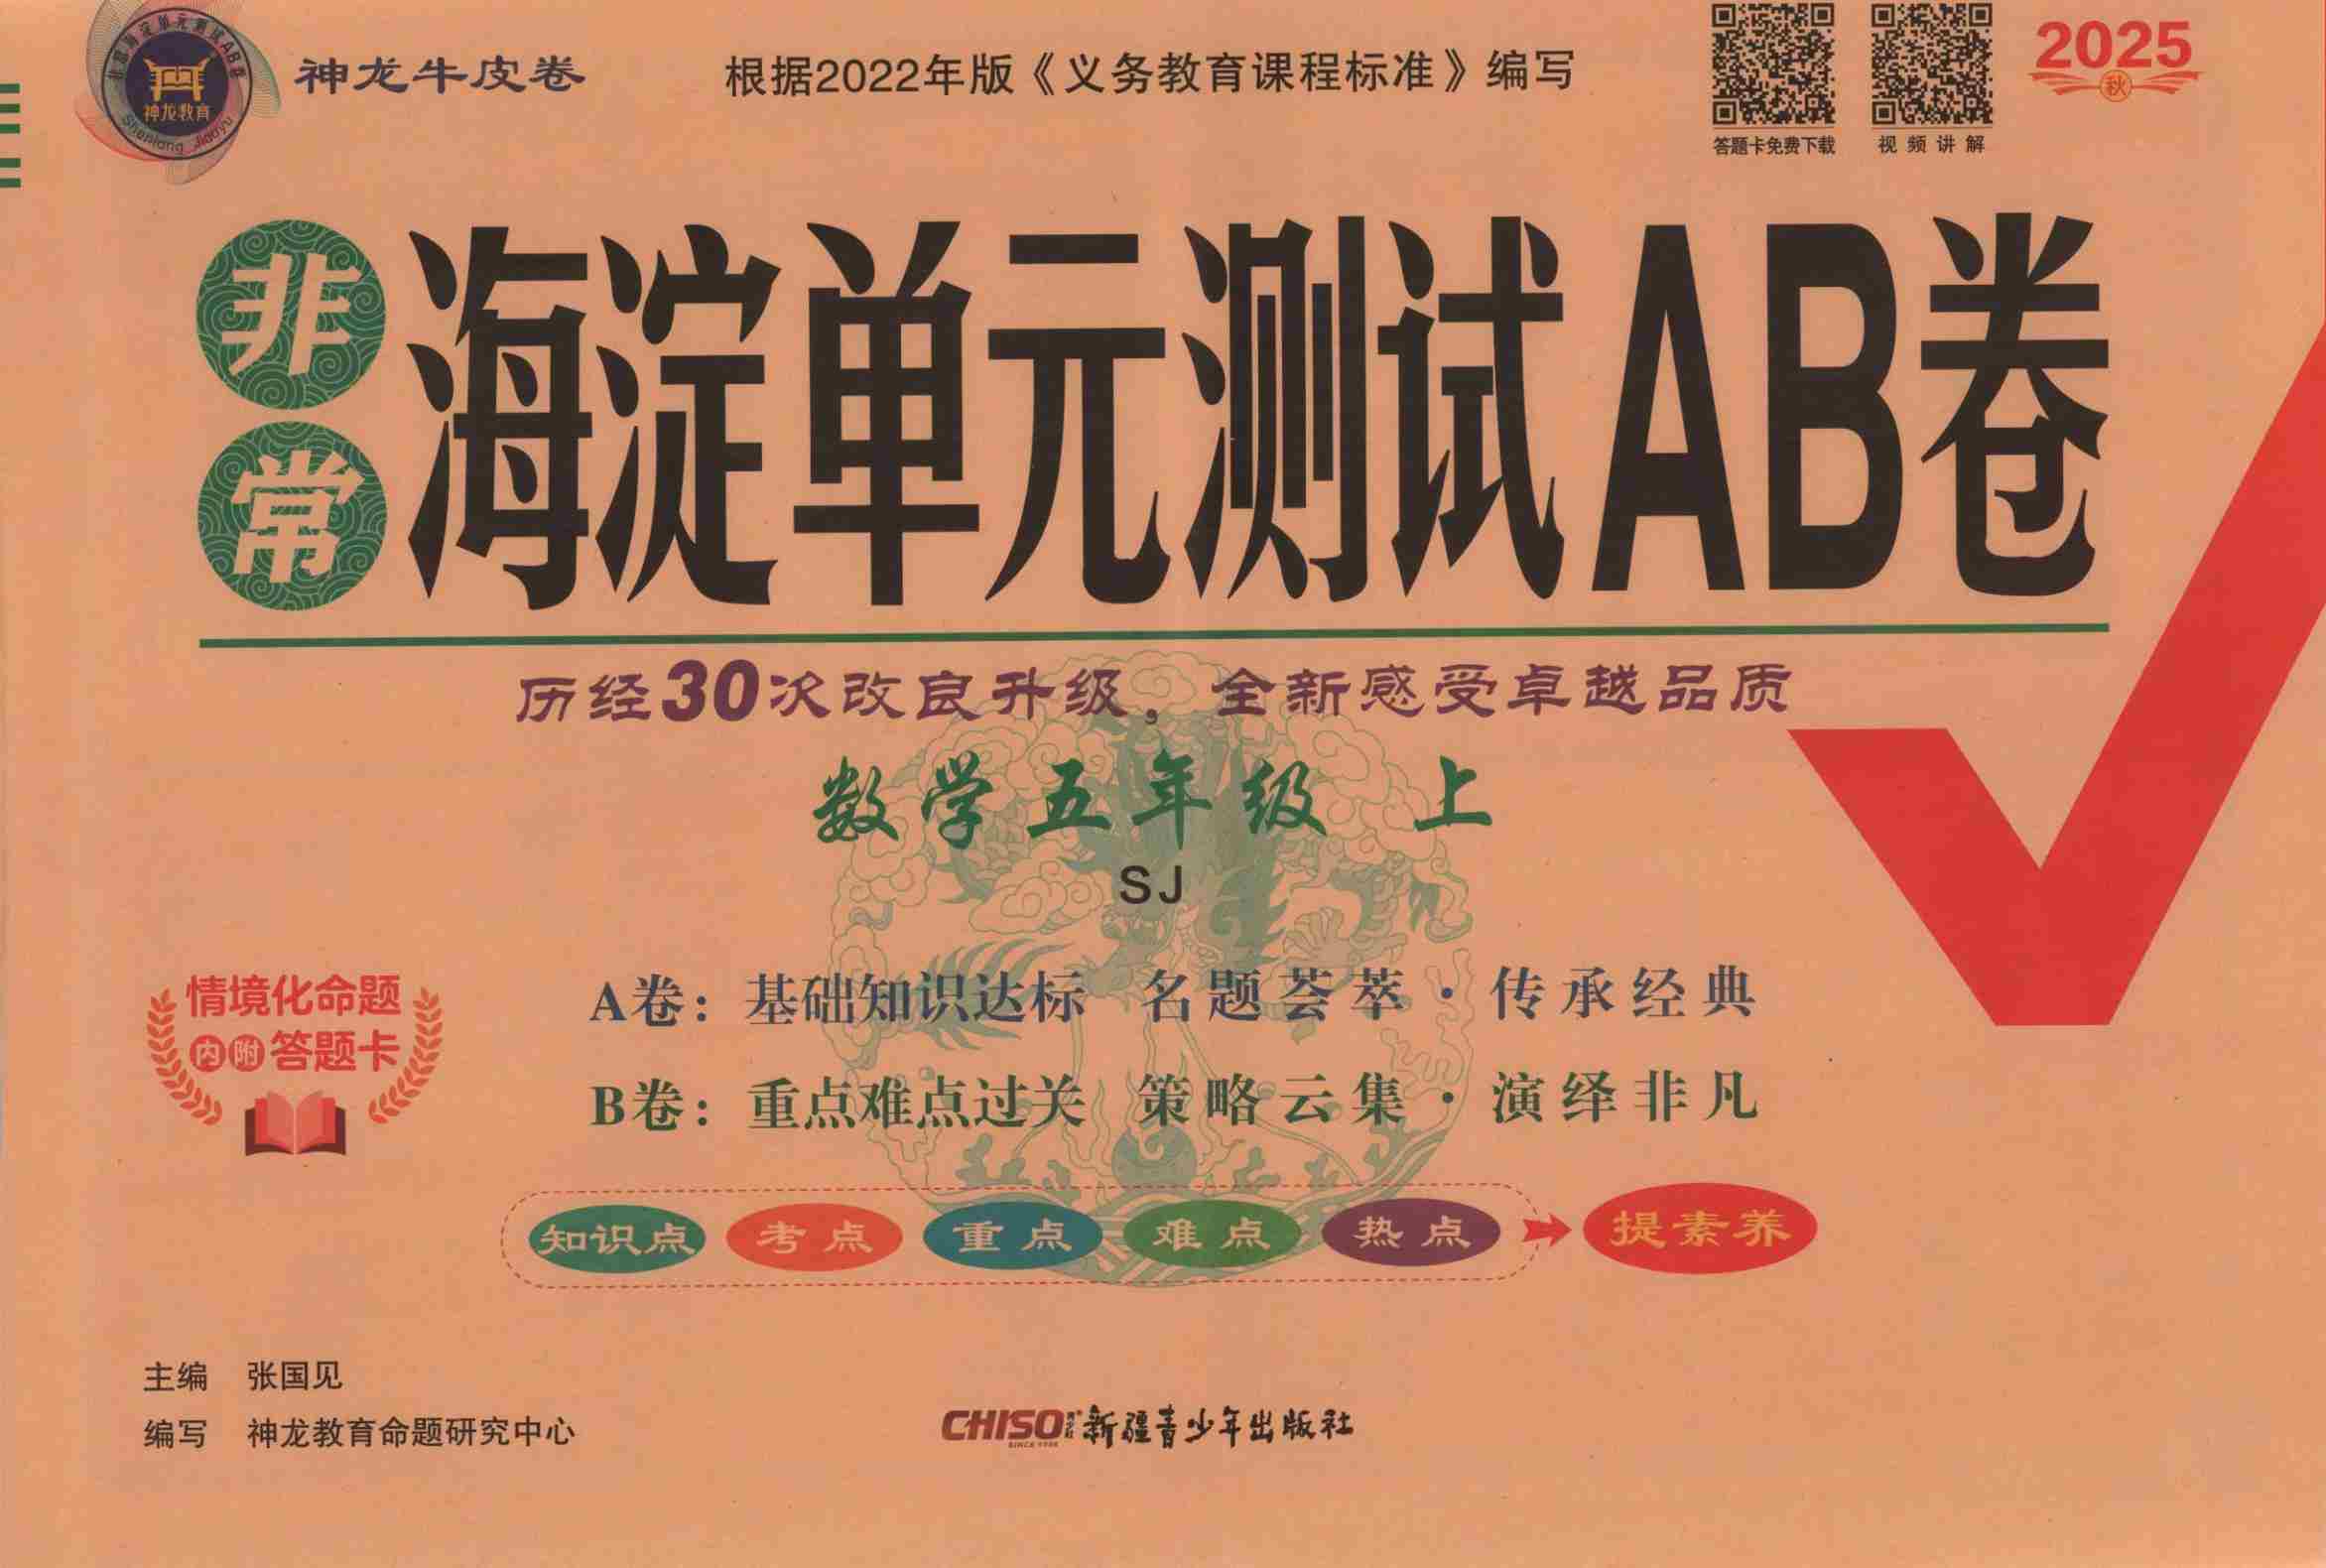 神龙牛皮卷
根据2022年版《义务教育课程标准》编写
答题卡免费下载
视频讲解
2025
秋
非常海淀单元测试AB卷
神龙教育
Shenlong Jiaoyu
历经30次改良升级，全新感受卓越品质
数学五年级 上
SJ
情境化命题
内附答题卡
A卷：基础知识达标 名题荟萃·传承经典
B卷：重点难点过关 策略云集·演绎非凡
知识点 考点 重点 难点 热点 提素养
主编 张国见
编写 神龙教育命题研究中心
CHISO 新疆青少年出版社
SINCE 1956